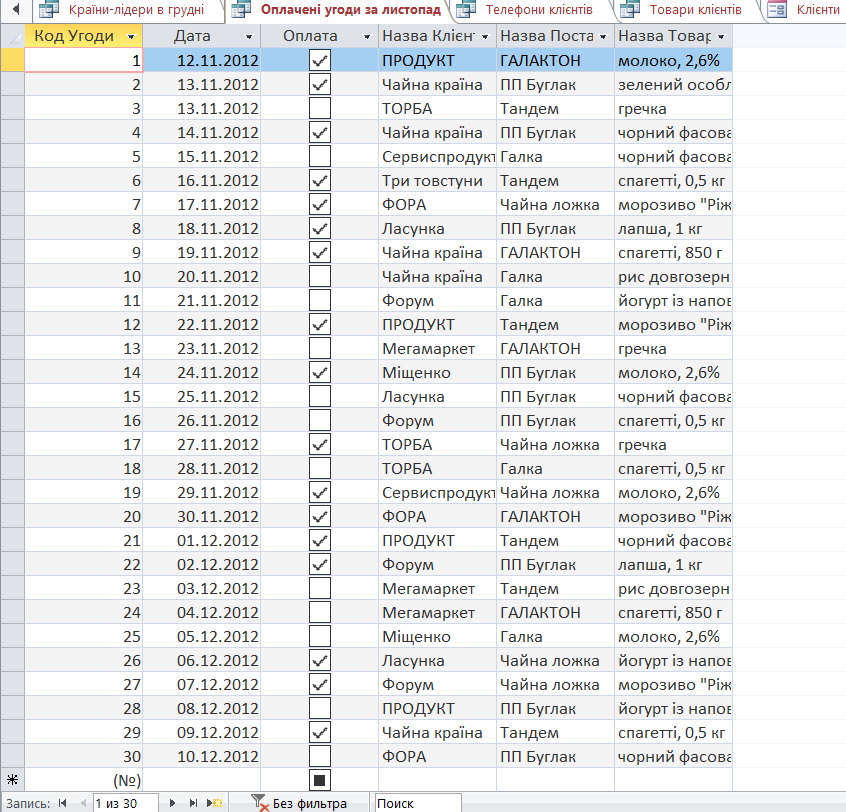 Країни-лідери в грудні Оплачені угоди за листопад Телефони клієнтів Товари клієнтів Клієнти
Код Угоди Дата Оплата Назва Клієн Назва Поста Назва Товар
1 12.11.2012 ПРОДУКТ ГАЛАКТОН молоко, 2,6%
2 13.11.2012 Чайна країна ПП Буглак зелений особл
3 13.11.2012 ТОРБА Тандем гречка
4 14.11.2012 Чайна країна ПП Буглак чорний фасова
5 15.11.2012 Сервиспродукт Галка чорний фасова
6 16.11.2012 Три товстуни Тандем спагетті, 0,5 кг
7 17.11.2012 ФОРА Чайна ложка морозиво "Ріж
8 18.11.2012 Ласунка ПП Буглак лапша, 1 кг
9 19.11.2012 Чайна країна ГАЛАКТОН спагетті, 850 г
10 20.11.2012 Чайна країна Галка рис довгозерн
11 21.11.2012 Форум Галка йогурт із напов
12 22.11.2012 ПРОДУКТ Тандем морозиво "Ріж
13 23.11.2012 Мегамаркет ГАЛАКТОН гречка
14 24.11.2012 Міщенко ПП Буглак молоко, 2,6%
15 25.11.2012 Ласунка ПП Буглак чорний фасова
16 26.11.2012 Форум ПП Буглак спагетті, 0,5 кг
17 27.11.2012 ТОРБА Чайна ложка гречка
18 28.11.2012 ТОРБА Галка спагетті, 0,5 кг
19 29.11.2012 Сервиспродукт Чайна ложка молоко, 2,6%
20 30.11.2012 ФОРА ГАЛАКТОН морозиво "Ріж
21 01.12.2012 ПРОДУКТ Тандем чорний фасова
22 02.12.2012 Форум ПП Буглак лапша, 1 кг
23 03.12.2012 Мегамаркет Тандем рис довгозерн
24 04.12.2012 Мегамаркет ГАЛАКТОН спагетті, 850 г
25 05.12.2012 Міщенко Галка молоко, 2,6%
26 06.12.2012 Ласунка Чайна ложка йогурт із напов
27 07.12.2012 Форум Чайна ложка морозиво "Ріж
28 08.12.2012 ПРОДУКТ ПП Буглак йогурт із напов
29 09.12.2012 Чайна країна Тандем спагетті, 0,5 кг
30 10.12.2012 ФОРА ПП Буглак чорний фасова
(№)
Запись: 1 из 30 Без фильтра Поиск